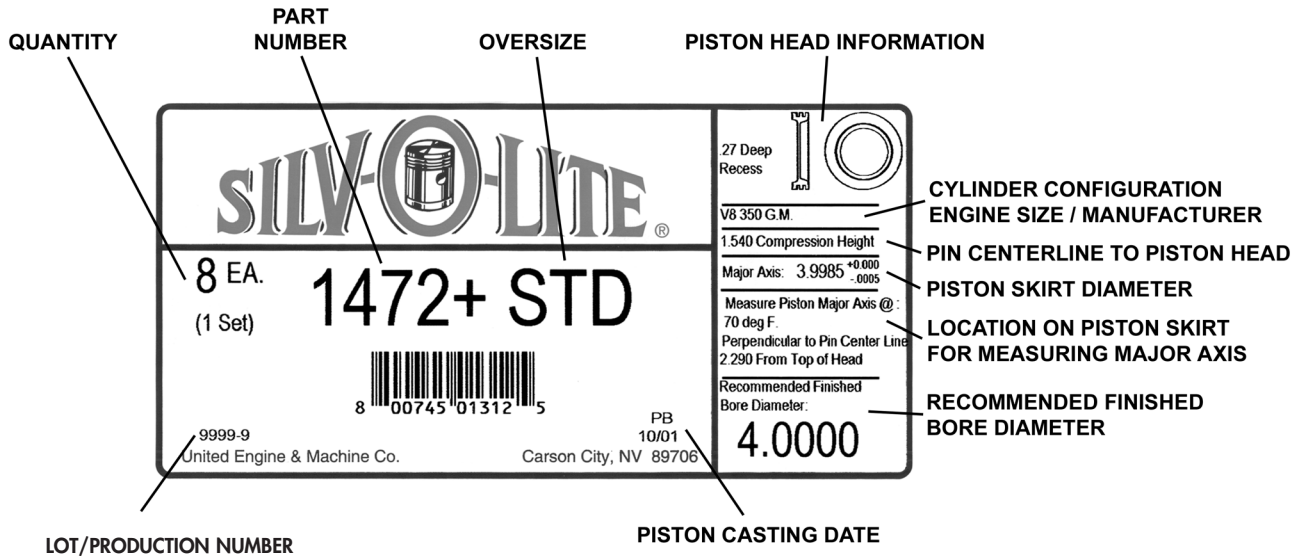 QUANTITY
PART
NUMBER
OVERSIZE
PISTON HEAD INFORMATION
SILV-O-LITE®
8 EA.
(1 Set)
1472+ STD
8 00745 01312 5
9999-9
United Engine & Machine Co.
PB
10/01
Carson City, NV 89706
.27 Deep
Recess
V8 350 G.M.
1.540 Compression Height
Major Axis: 3.9985 +0.000
-.0005
Measure Piston Major Axis @ :
70 deg F.
Perpendicular to Pin Center Line
2.290 From Top of Head
Recommended Finished
Bore Diameter:
4.0000
CYLINDER CONFIGURATION
ENGINE SIZE / MANUFACTURER
PIN CENTERLINE TO PISTON HEAD
PISTON SKIRT DIAMETER
LOCATION ON PISTON SKIRT
FOR MEASURING MAJOR AXIS
RECOMMENDED FINISHED
BORE DIAMETER
LOT/PRODUCTION NUMBER
PISTON CASTING DATE